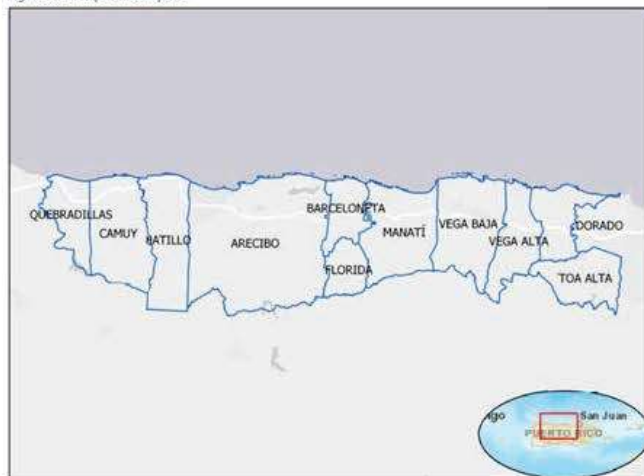 QUEBRADILLAS
CAMUY
HATILLO
ARECIBO
BARCELONETA
FLORIDA
MANATÍ
VEGA BAJA
VEGA ALTA
DORADO
TOA ALTA
San Juan
PUERTO RICO